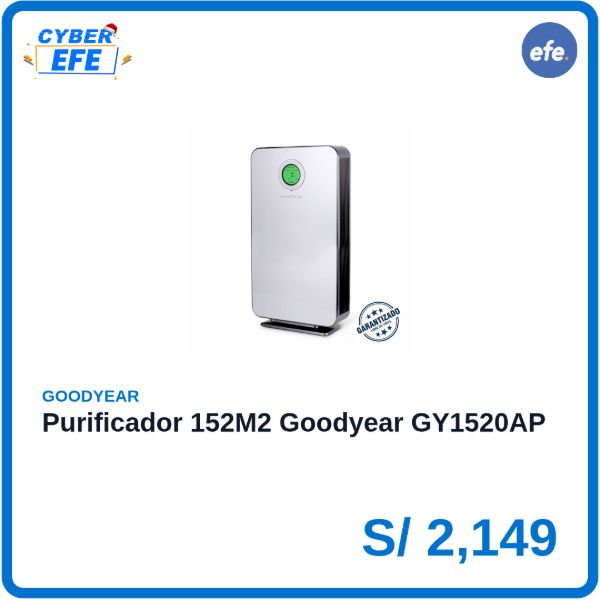 CYBER
EFE
efe.
GARANTIZADO
GOODYEAR
Purificador 152M2 Goodyear GY1520AP
S/ 2,149